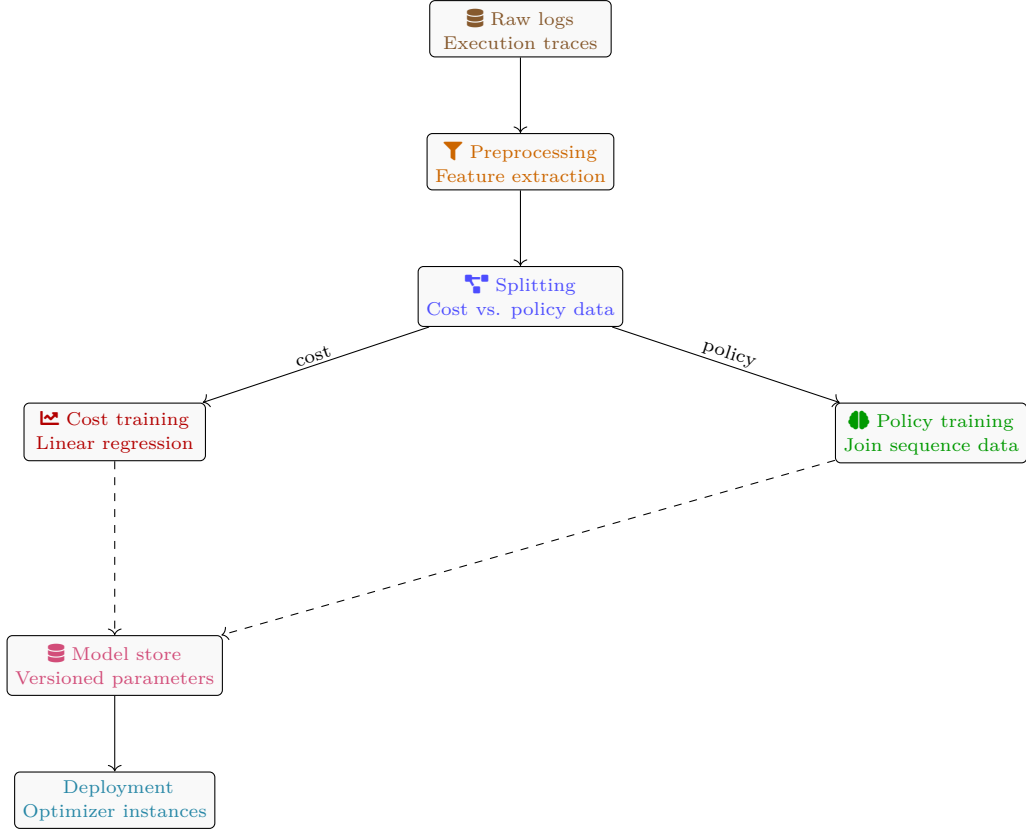 Raw logs
Execution traces
Preprocessing
Feature extraction
Splitting
Cost vs. policy data
cost
policy
Cost training
Linear regression
Policy training
Join sequence data
Model store
Versioned parameters
Deployment
Optimizer instances